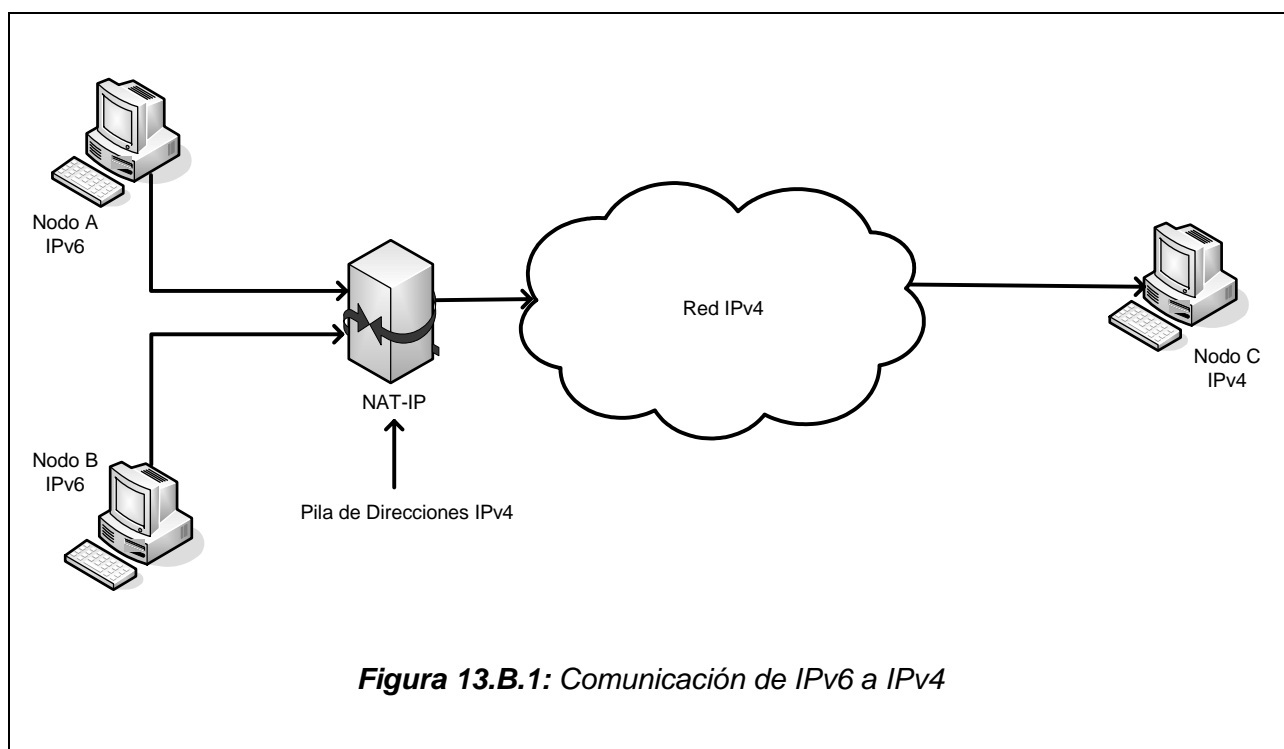 Nodo A
IPv6
Red IPv4
Nodo C
IPv4
NAT-IP
Nodo B
IPv6
Pila de Direcciones IPv4
Figura 13.B.1: Comunicación de IPv6 a IPv4